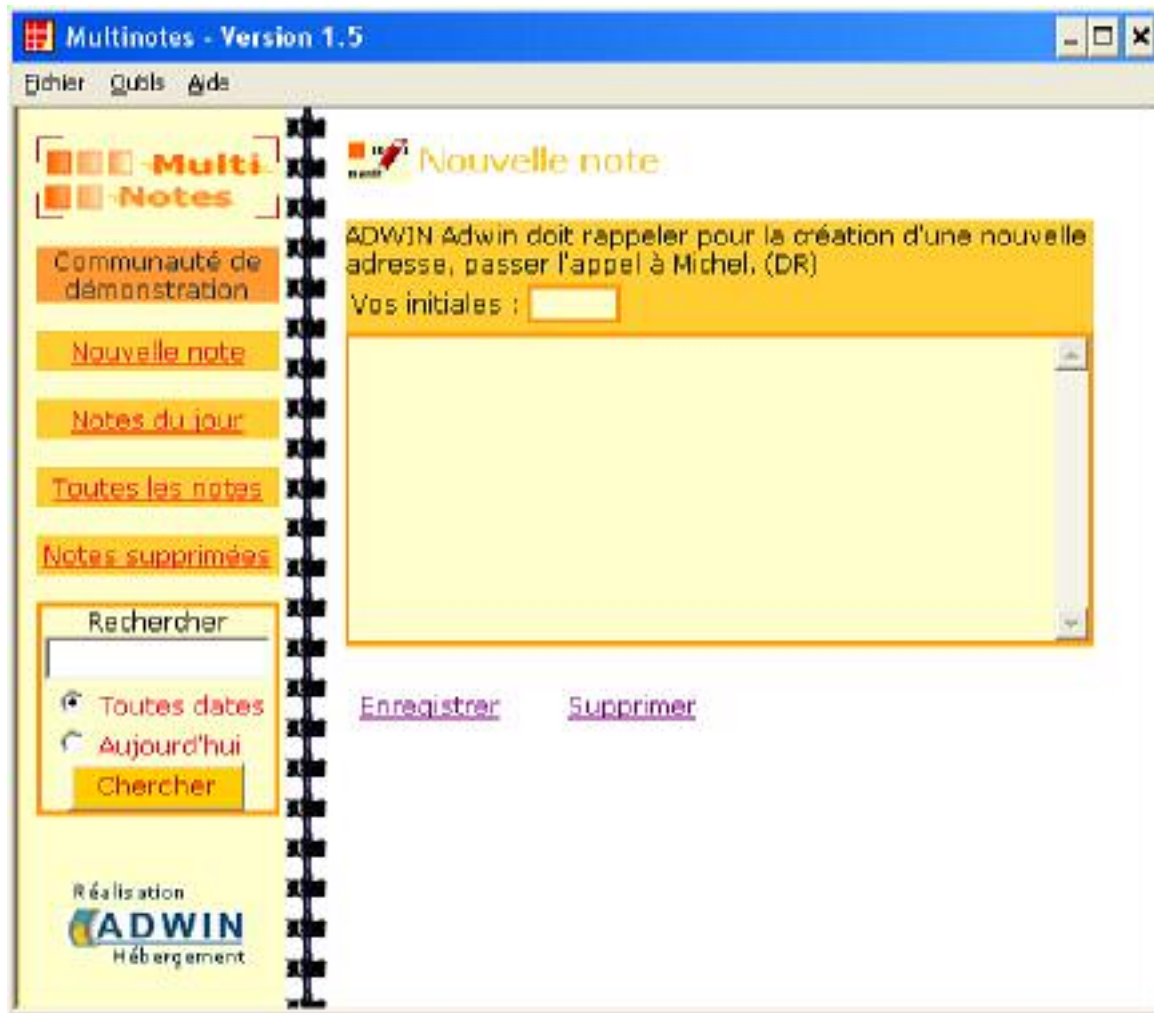 Multinotes - Version 1.5
Fichier Outils Aide
Multi
Notes
Communauté de
démonstration
Nouvelle note
Notes du jour
Toutes les notes
Notes supprimées
Rechercher
Toutes dates
Aujourd'hui
Chercher
Réalisation
ADWIN
Hébergement
Nouvelle note
ADWIN Adwin doit rappeler pour la création d'une nouvelle
adresse, passer l'appel à Michel. (DR)
Vos initiales :
Enregistrer Supprimer